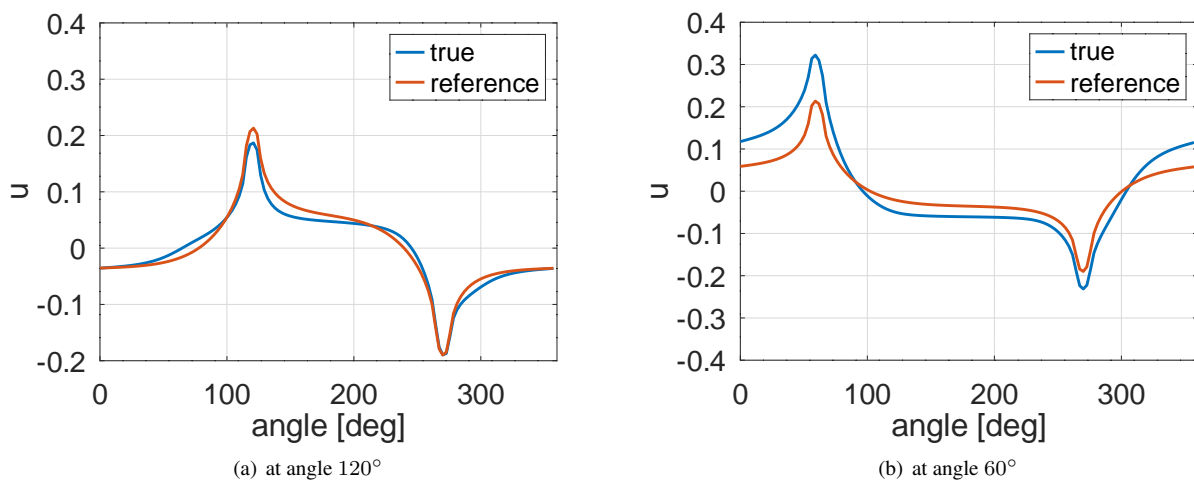 0.4
0.3
0.2
0.1
0
-0.1
-0.2
u
true
reference
0 100 200 300
angle [deg]
(a) at angle 120°
0.4
0.3
0.2
0.1
0
-0.1
-0.2
-0.3
-0.4
u
true
reference
0 100 200 300
angle [deg]
(b) at angle 60°